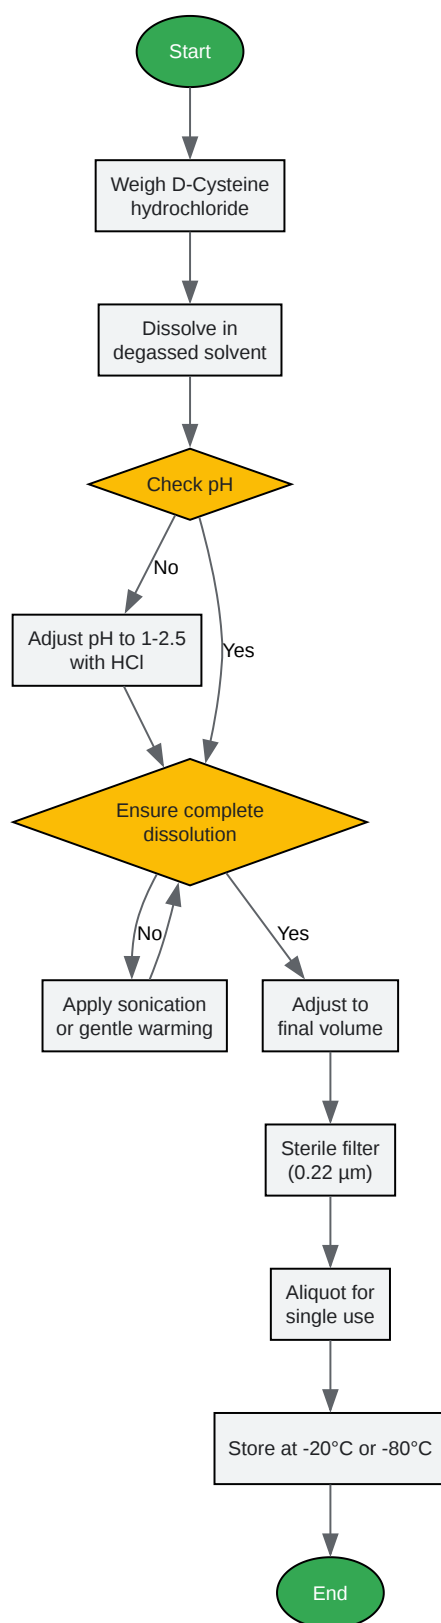 Start
Weigh D-Cysteine
hydrochloride
Dissolve in
degassed solvent
Check pH
No
Adjust pH to 1-2.5
with HCl
Yes
Ensure complete
dissolution
No
Yes
Apply sonication
or gentle warming
Adjust to
final volume
Sterile filter
(0.22 µm)
Aliquot for
single use
Store at -20°C or -80°C
End